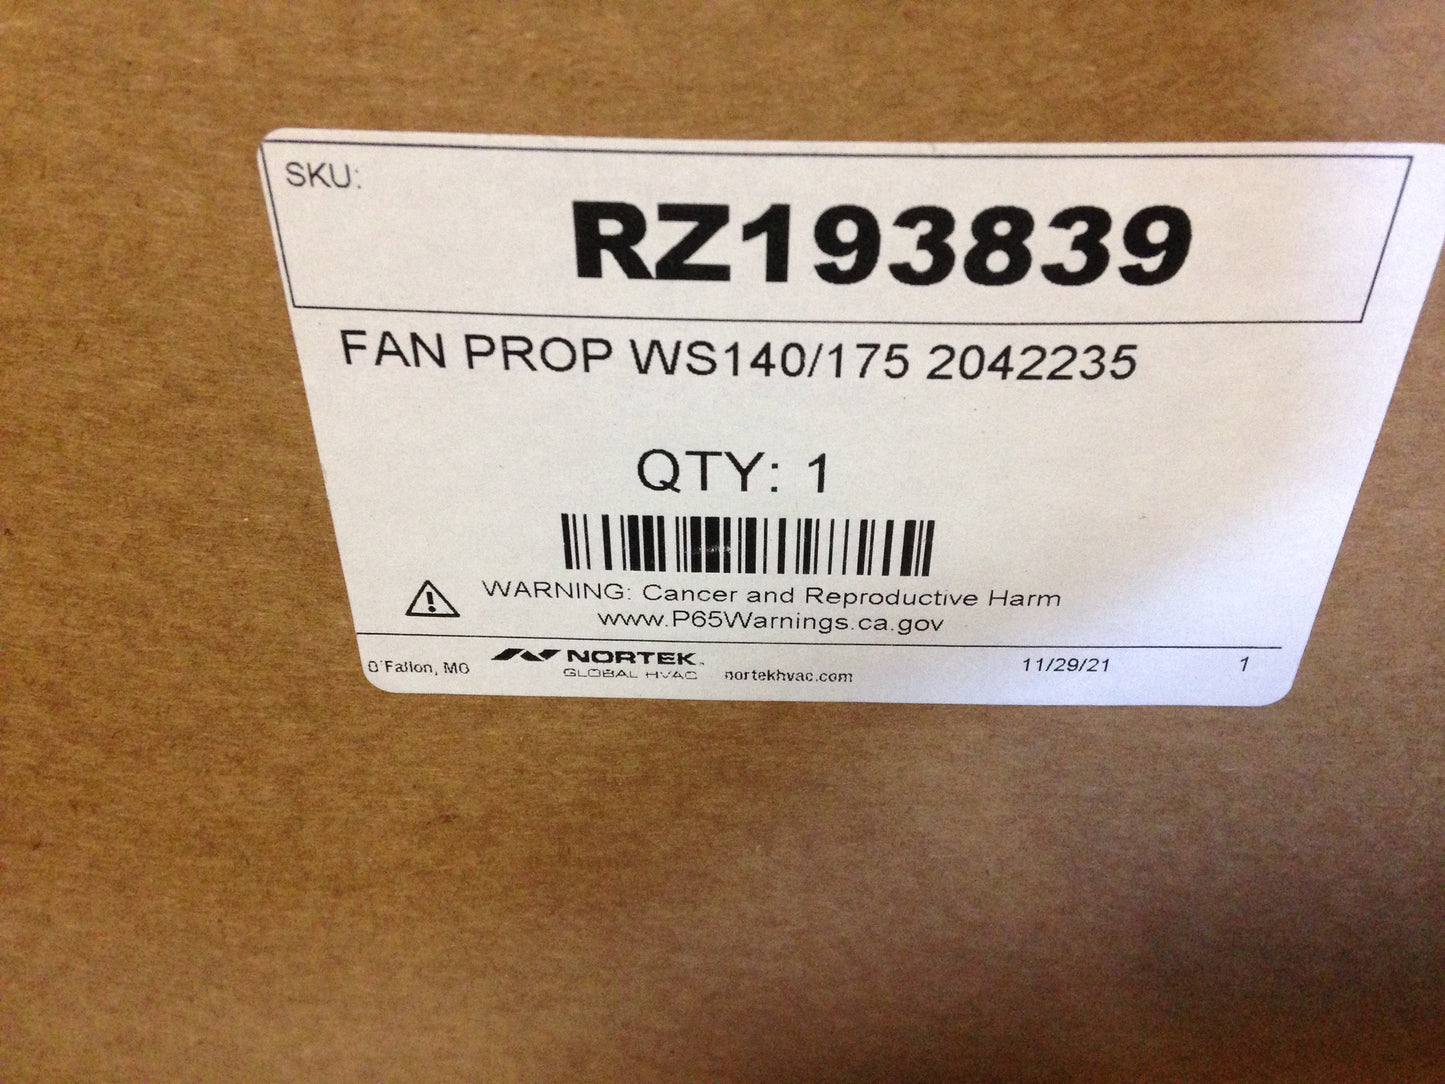 SKU:
RZ193839
FAN PROP WS140/175 2042235
QTY: 1
WARNING: Cancer and Reproductive Harm
www.P65Warnings.ca.gov
O'Fallon, MO NORTEK GLOBAL HVAC nortekhvac.com 11/29/21 1